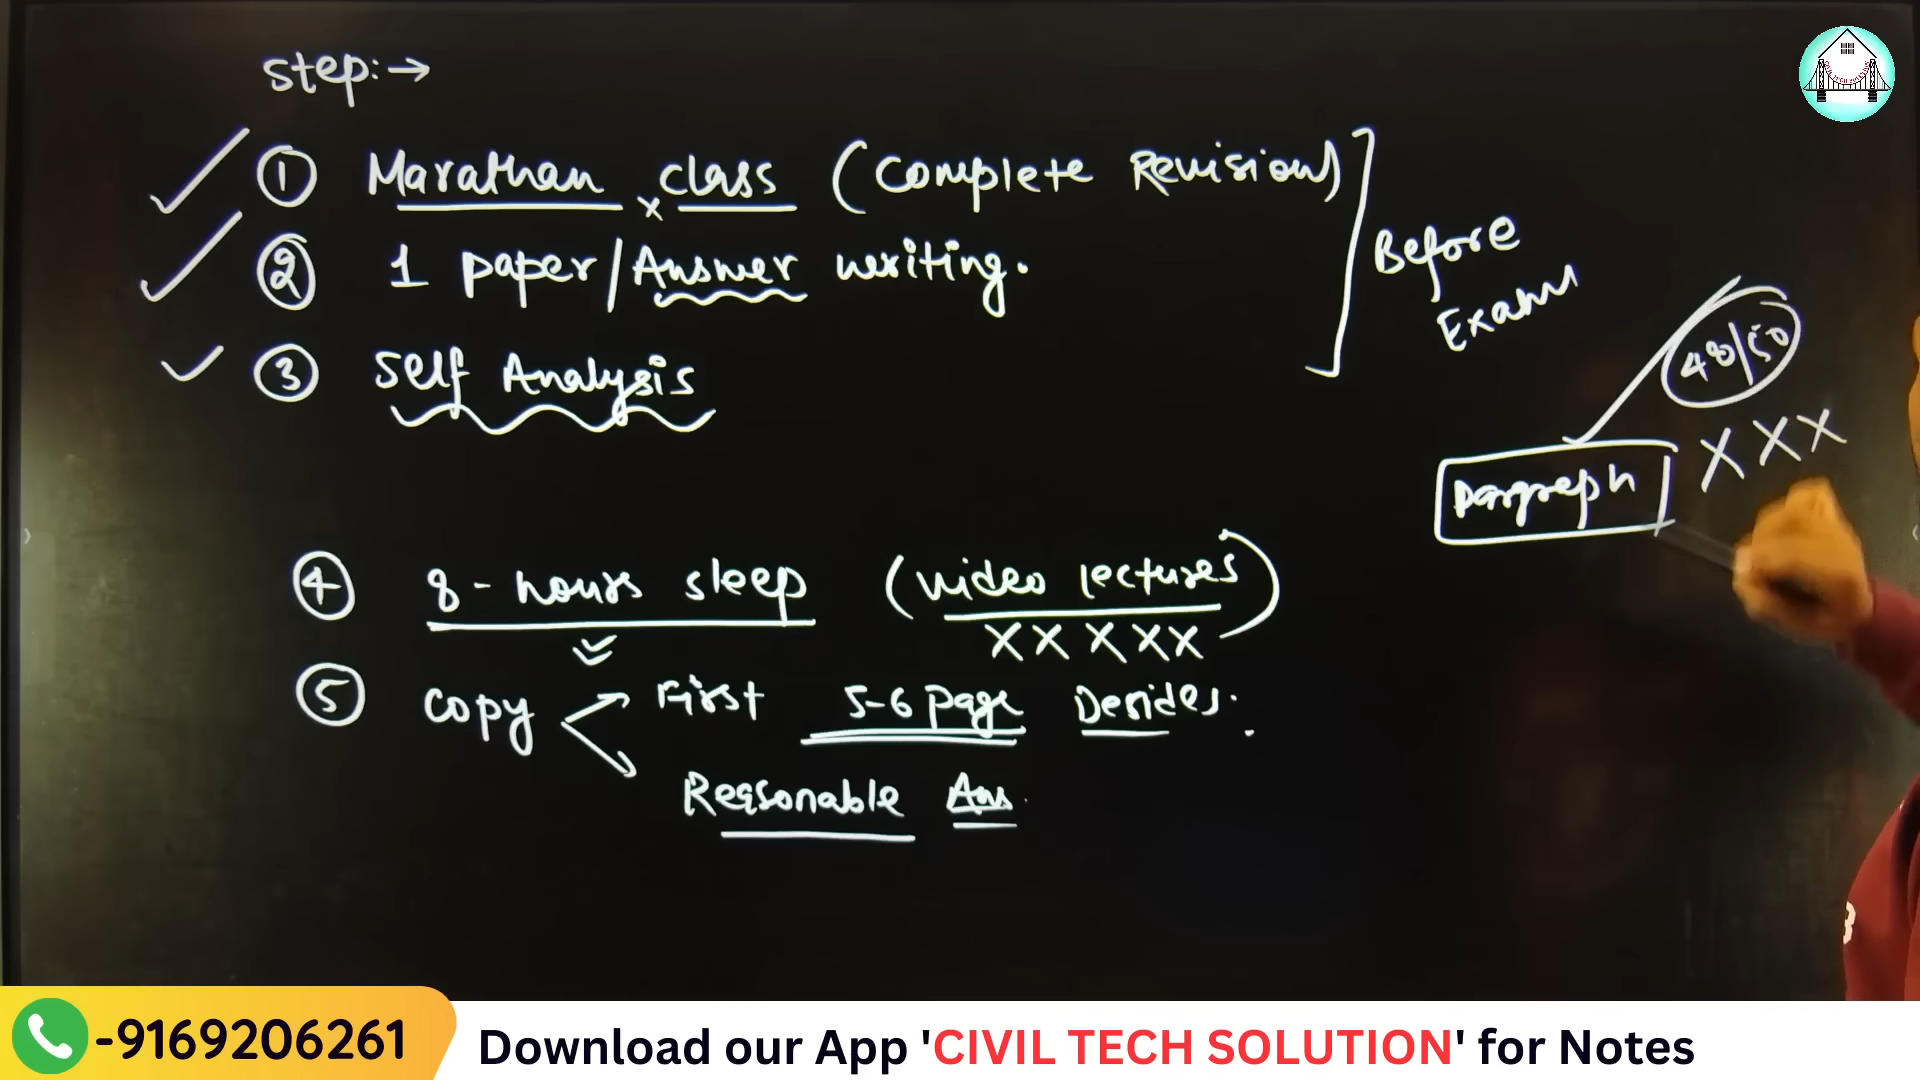 step:→
① Marathan class (Complete Revision)
② 1 paper/Answer writing.
③ Self Analysis
Before
Exam
48/50
Pargraph XXX
④ 8-hours sleep (video lectures)
XXXXX
⑤ copy First 5-6 page Desides.
Reasonable Ans.
-9169206261
Download our App 'CIVIL TECH SOLUTION' for Notes